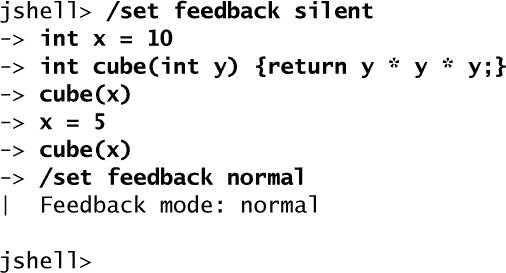 jshell> /set feedback silent
-> int x = 10
-> int cube(int y) {return y * y * y;}
-> cube(x)
-> x = 5
-> cube(x)
-> /set feedback normal
|  Feedback mode: normal
jshell>